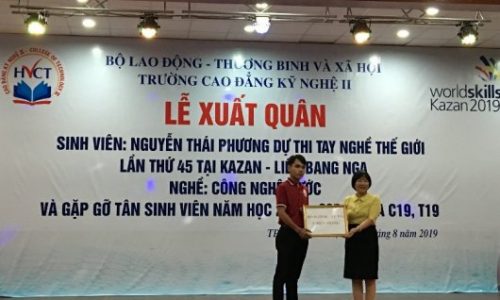 HVCT
BỘ LAO ĐỘNG - THƯƠNG BINH VÀ XÃ HỘI
TRƯỜNG CAO ĐẲNG KỸ NGHỆ II
worldskills
Kazan 2019
LỄ XUẤT QUÂN
SINH VIÊN: NGUYỄN THÁI PHƯƠNG DỰ THI TAY NGHỀ THẾ GIỚI
LẦN THỨ 45 TẠI KAZAN - LIÊN BANG NGA
NGHỀ: CÔNG NGHỆ NƯỚC
VÀ GẶP GỠ TÂN SINH VIÊN NĂM HỌC C19, T19
8 năm 2019